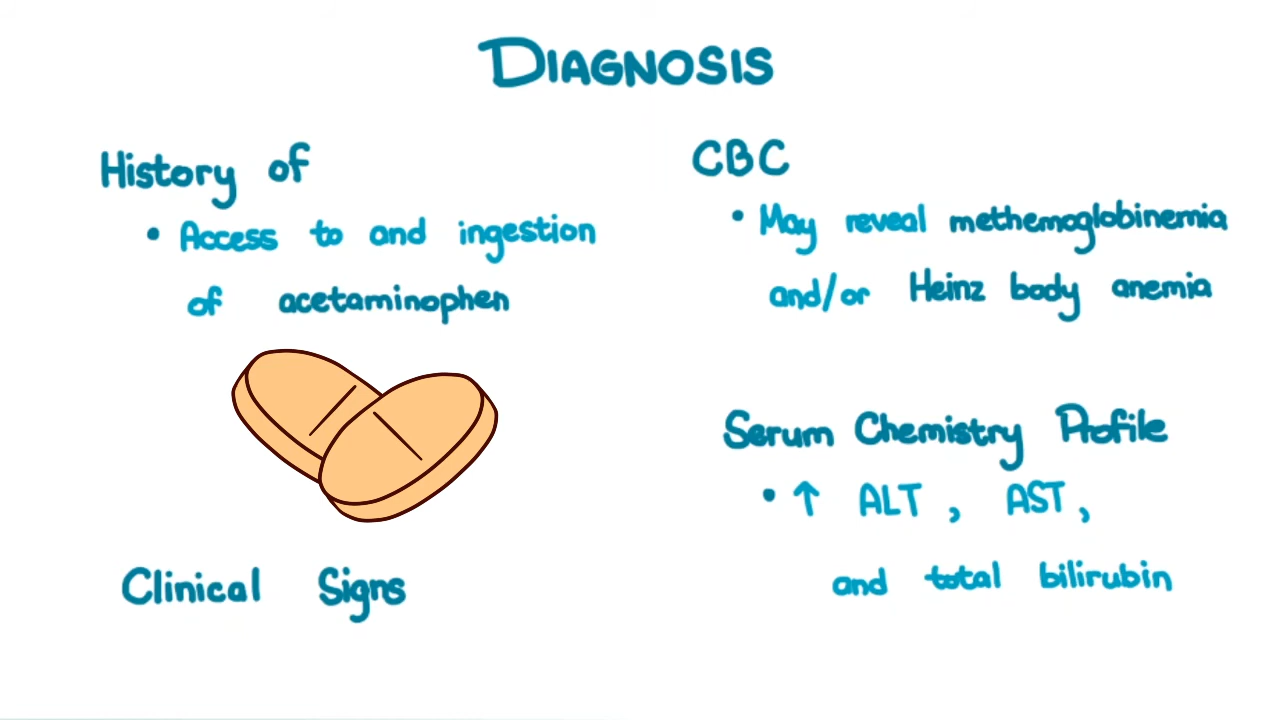 DIAGNOSIS
History of
• Access to and ingestion
of acetaminophen
Clinical Signs
CBC
• May reveal methemoglobinemia
and/or Heinz body anemia
Serum Chemistry Profile
• ↑ ALT, AST,
and total bilirubin